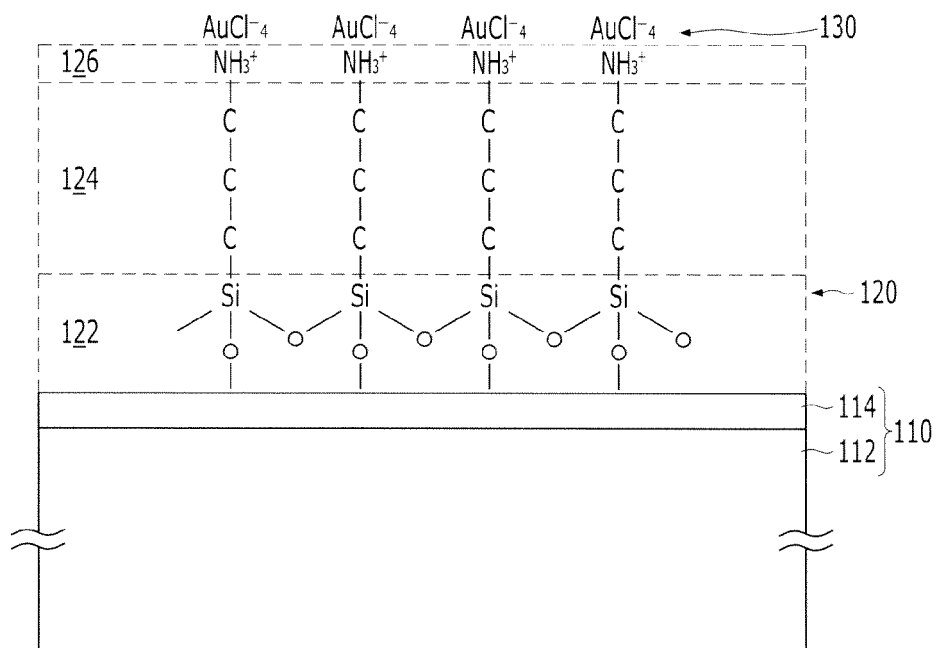 AuCl⁻₄ AuCl⁻₄ AuCl⁻₄ AuCl⁻₄ 130
126 NH₃⁺ NH₃⁺ NH₃⁺ NH₃⁺
C C C C
124 C C C C
C C C C
Si Si Si Si 120
122 O O O O
O O O O
114
110
112